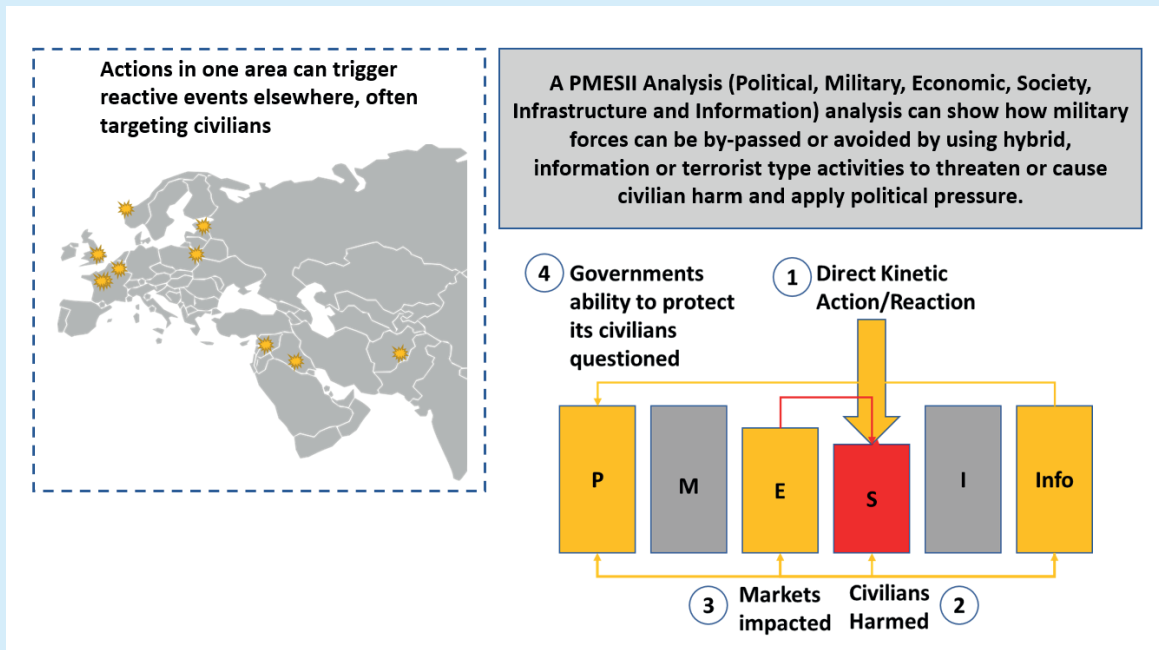 Actions in one area can trigger
reactive events elsewhere, often
targeting civilians
A PMESII Analysis (Political, Military, Economic, Society,
Infrastructure and Information) analysis can show how military
forces can be by-passed or avoided by using hybrid,
information or terrorist type activities to threaten or cause
civilian harm and apply political pressure.
4 Governments
ability to protect
its civilians
questioned
1 Direct Kinetic
Action/Reaction
P
M
E
S
I
Info
3 Markets
impacted
Civilians
Harmed 2